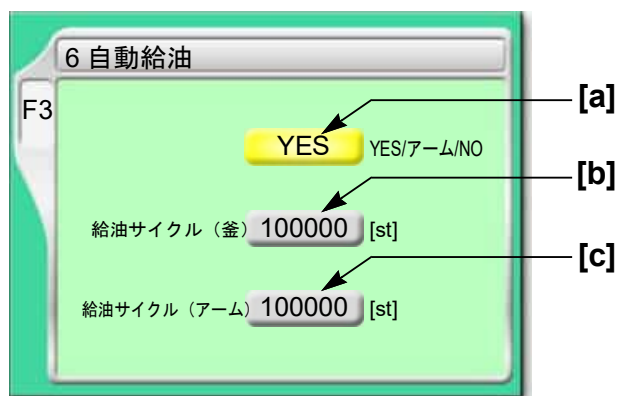 6 自動給油
F3
[a]
YES YES/アーム/NO
[b]
給油サイクル（釜） 100000 [st]
[c]
給油サイクル（アーム） 100000 [st]